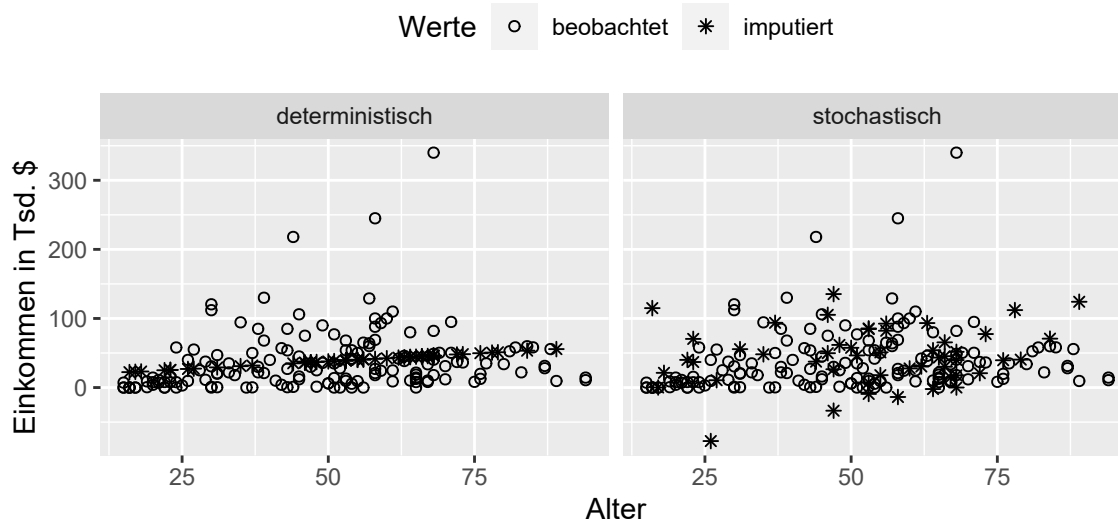 Werte beobachtet imputiert
deterministisch stochastisch
Einkommen in Tsd. $
300
200
100
0
25 50 75 25 50 75
Alter